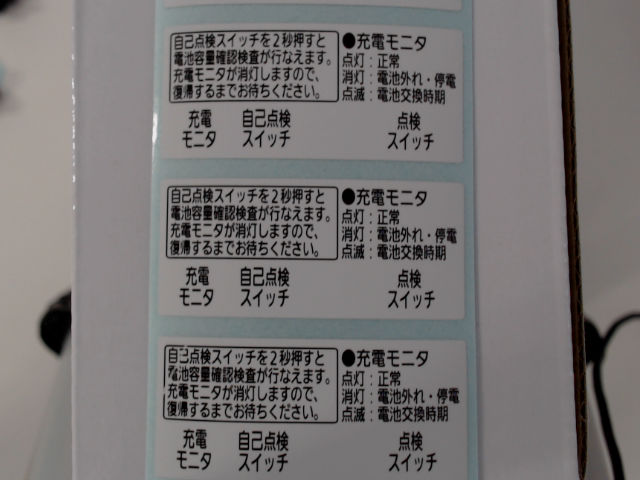 自己点検スイッチを2秒押すと
電池容量確認検査が行なえます。
充電モニタが消灯しますので、
復帰するまでお待ちください。
●充電モニタ
点灯：正常
消灯：電池外れ・停電
点滅：電池交換時期
充電
モニタ
自己点検
スイッチ
点検
スイッチ
自己点検スイッチを2秒押すと
電池容量確認検査が行なえます。
充電モニタが消灯しますので、
復帰するまでお待ちください。
●充電モニタ
点灯：正常
消灯：電池外れ・停電
点滅：電池交換時期
充電
モニタ
自己点検
スイッチ
点検
スイッチ
自己点検スイッチを2秒押すと
電池容量確認検査が行なえます。
充電モニタが消灯しますので、
復帰するまでお待ちください。
●充電モニタ
点灯：正常
消灯：電池外れ・停電
点滅：電池交換時期
充電
モニタ
自己点検
スイッチ
点検
スイッチ